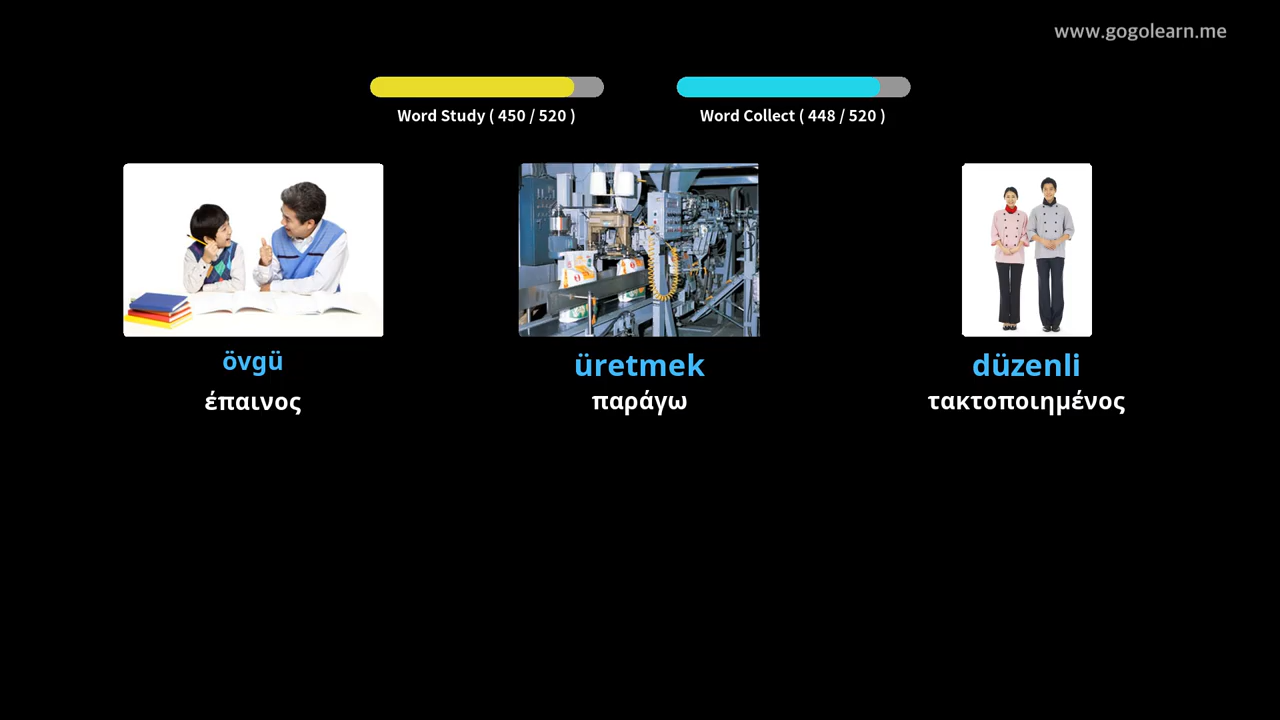 www.gogolearn.me
Word Study ( 450 / 520 )
Word Collect ( 448 / 520 )
övgü
έπαινος
üretmek
παράγω
düzenli
τακτοποιημένος